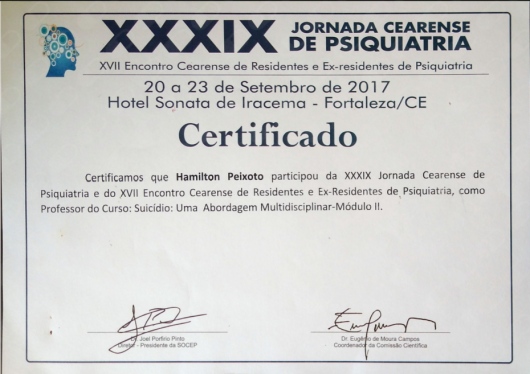 XXXIX JORNADA CEARENSE
DE PSIQUIATRIA
XVII Encontro Cearense de Residentes e Ex-residentes de Psiquiatria
20 a 23 de Setembro de 2017
Hotel Sonata de Iracema - Fortaleza/CE
Certificado
Certificamos que Hamilton Peixoto participou da XXXIX Jornada Cearense de
Psiquiatria e do XVII Encontro Cearense de Residentes e Ex-Residentes de Psiquiatria, como
Professor do Curso: Suicídio: Uma Abordagem Multidisciplinar-Módulo II.
Dr. Joel Porfirio Pinto
Diretor - Presidente da SOCEP
Dr. Eugênio de Moura Campos
Coordenador da Comissão Científica